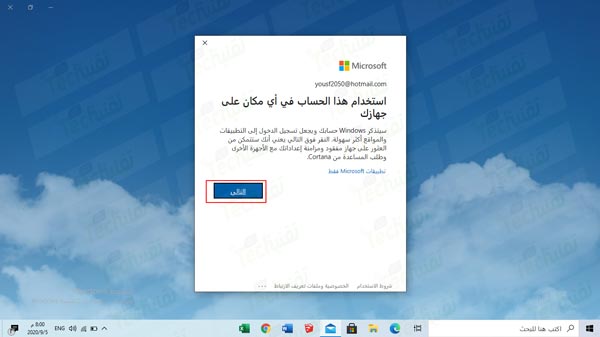 Microsoft
yousf2050@hotmail.com
استخدام هذا الحساب في أي مكان على
جهازك
سيتذكر Windows حسابك ويجعل تسجيل الدخول إلى التطبيقات
والمواقع أكثر سهولة. النقر فوق التالي يعني أنك ستتمكن من
العثور على جهاز مفقود ومزامنة إعداداتك مع الأجهزة الأخرى
وطلب المساعدة من Cortana.
تطبيقات Microsoft فقط
التالي
شروط الاستخدام الخصوصية وملفات تعريف الارتباط ...
اكتب هنا للبحث
ENG
8:00 م
2020/9/5